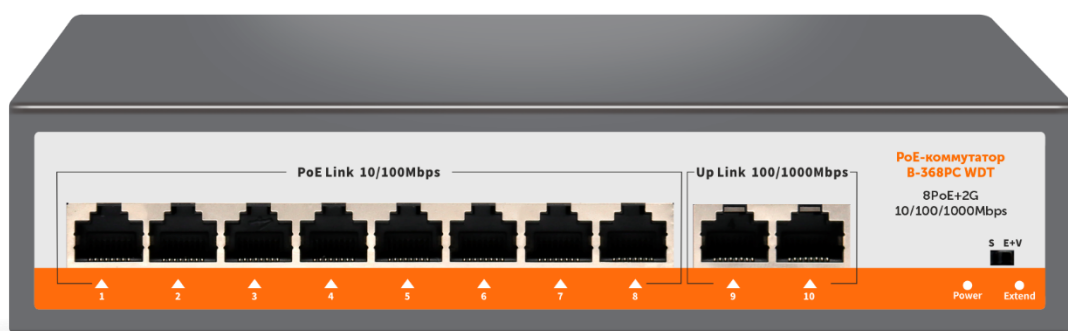 PoE Link 10/100Mbps
Up Link 100/1000Mbps
PoE-коммутатор
B-368PC WDT
8PoE+2G
10/100/1000Mbps
S E+V
1 2 3 4 5 6 7 8 9 10
Power Extend